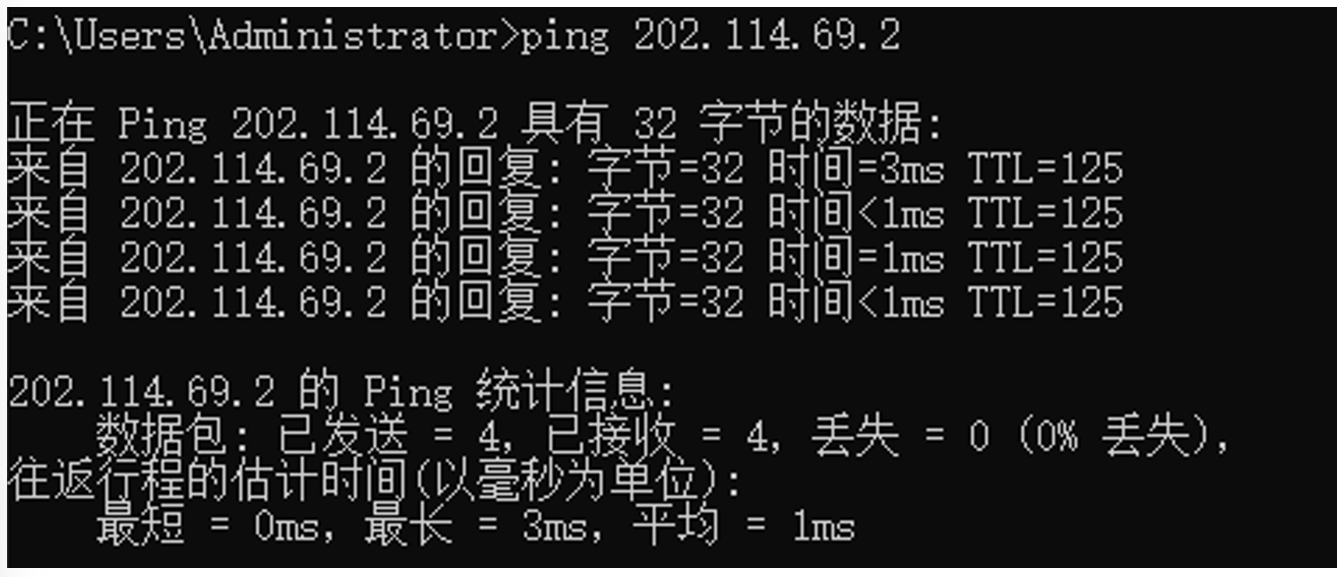 C:\Users\Administrator>ping 202.114.69.2
正在 Ping 202.114.69.2 具有 32 字节的数据:
来自 202.114.69.2 的回复: 字节=32 时间=3ms TTL=125
来自 202.114.69.2 的回复: 字节=32 时间<1ms TTL=125
来自 202.114.69.2 的回复: 字节=32 时间=1ms TTL=125
来自 202.114.69.2 的回复: 字节=32 时间<1ms TTL=125
202.114.69.2 的 Ping 统计信息:
数据包: 已发送 = 4, 已接收 = 4, 丢失 = 0 (0% 丢失),
往返行程的估计时间(以毫秒为单位):
最短 = 0ms, 最长 = 3ms, 平均 = 1ms